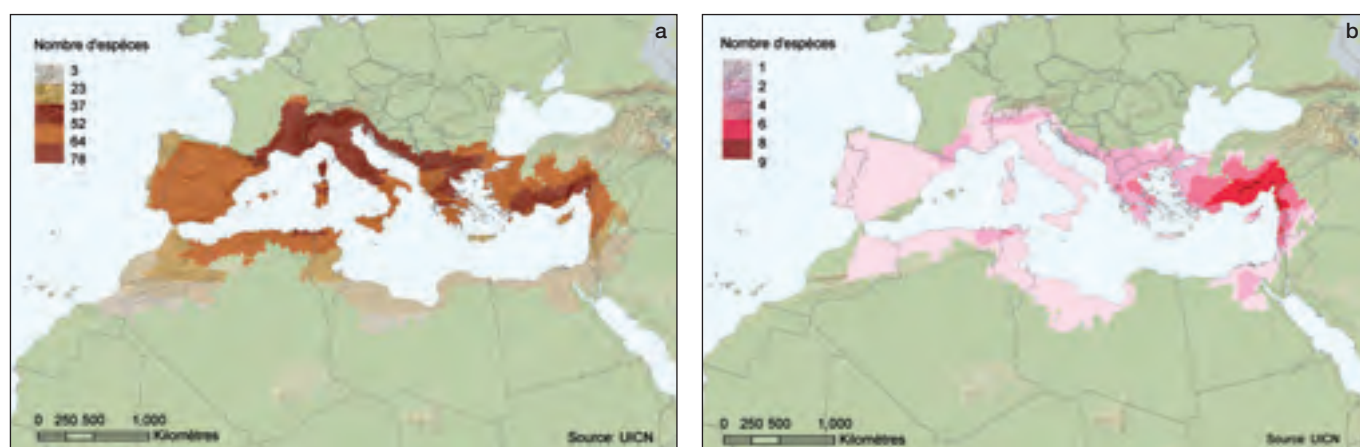 a
Nombre d'espèces
3
23
37
52
64
78
0 250 500 1,000
Kilomètres
Source: UICN
b
Nombre d'espèces
1
2
4
6
8
9
0 250 500 1,000
Kilomètres
Source: UICN